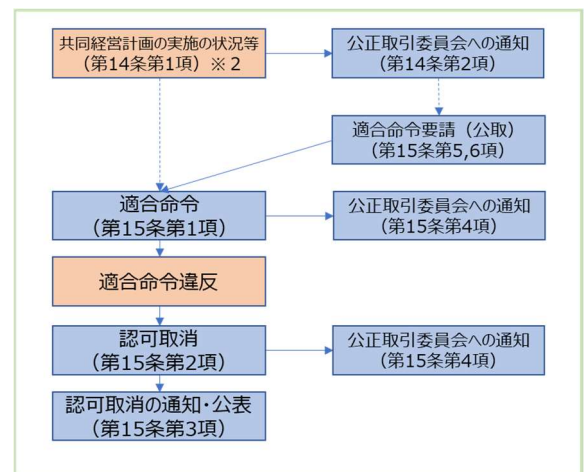 共同経営計画の実施の状況等
（第14条第1項）※２
公正取引委員会への通知
（第14条第2項）
適合命令要請（公取）
（第15条第5,6項）
適合命令
（第15条第1項）
公正取引委員会への通知
（第15条第4項）
適合命令違反
認可取消
（第15条第2項）
公正取引委員会への通知
（第15条第4項）
認可取消の通知・公表
（第15条第3項）